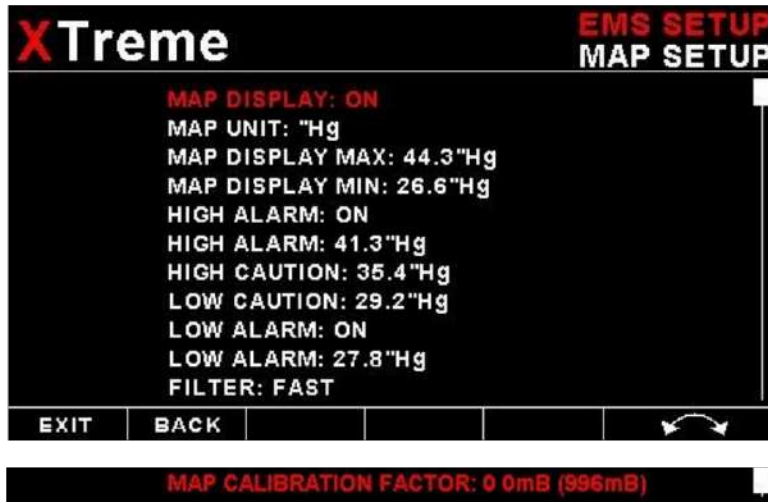 XTreme
EMS SETUP
MAP SETUP
MAP DISPLAY: ON
MAP UNIT: "Hg
MAP DISPLAY MAX: 44.3"Hg
MAP DISPLAY MIN: 26.6"Hg
HIGH ALARM: ON
HIGH ALARM: 41.3"Hg
HIGH CAUTION: 35.4"Hg
LOW CAUTION: 29.2"Hg
LOW ALARM: ON
LOW ALARM: 27.8"Hg
FILTER: FAST
EXIT BACK
MAP CALIBRATION FACTOR: 0 0mB (996mB)